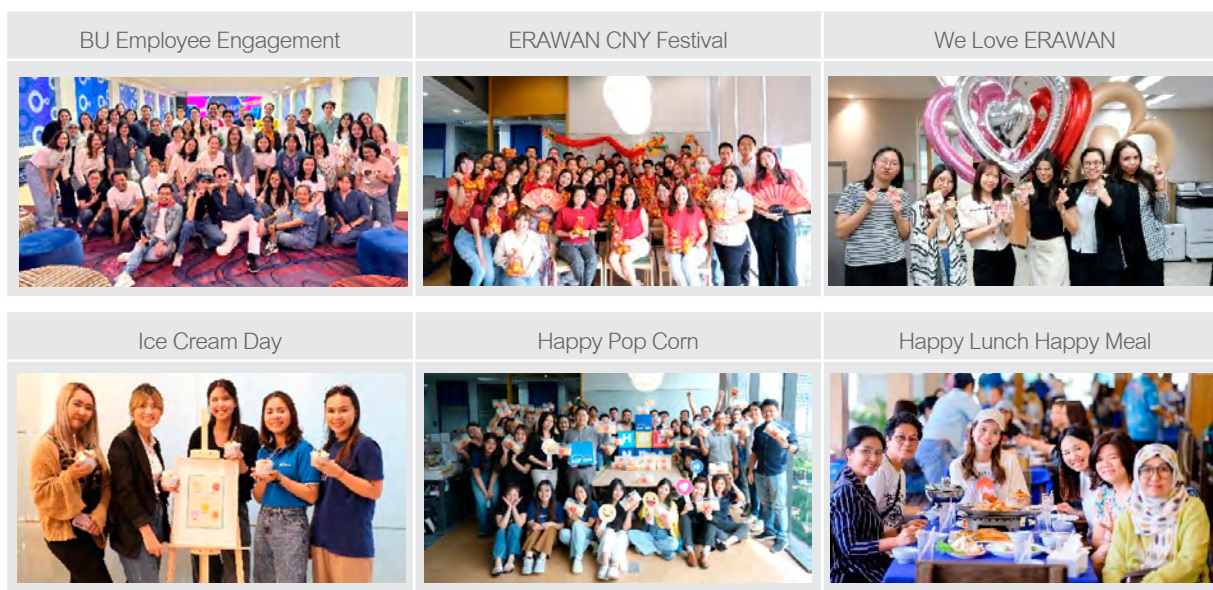 BU Employee Engagement
ERAWAN CNY Festival
We Love ERAWAN
Ice Cream Day
Happy Pop Corn
Happy Lunch Happy Meal